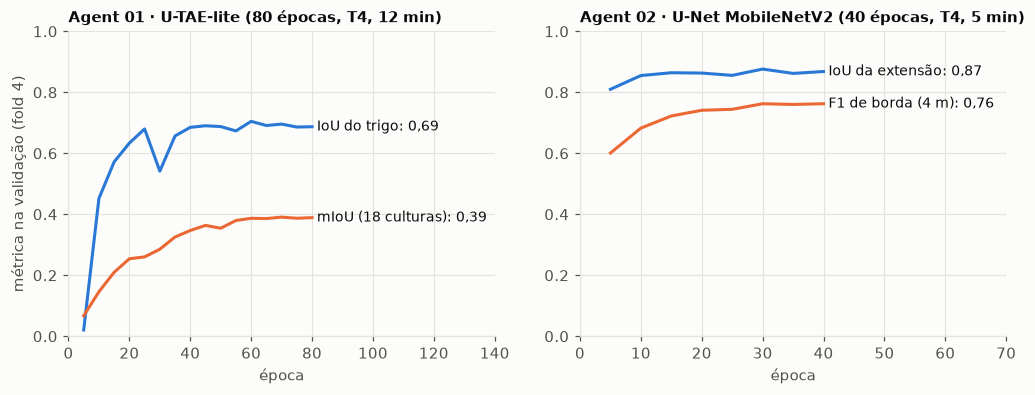 Agent 01 · U-TAE-lite (80 épocas, T4, 12 min)
métrica na validação (fold 4)
1.0
0.8
0.6
0.4
0.2
0.0
IoU do trigo: 0,69
mIoU (18 culturas): 0,39
0 20 40 60 80 100 120 140
época
Agent 02 · U-Net MobileNetV2 (40 épocas, T4, 5 min)
1.0
0.8
0.6
0.4
0.2
0.0
IoU da extensão: 0,87
F1 de borda (4 m): 0,76
0 10 20 30 40 50 60 70
época